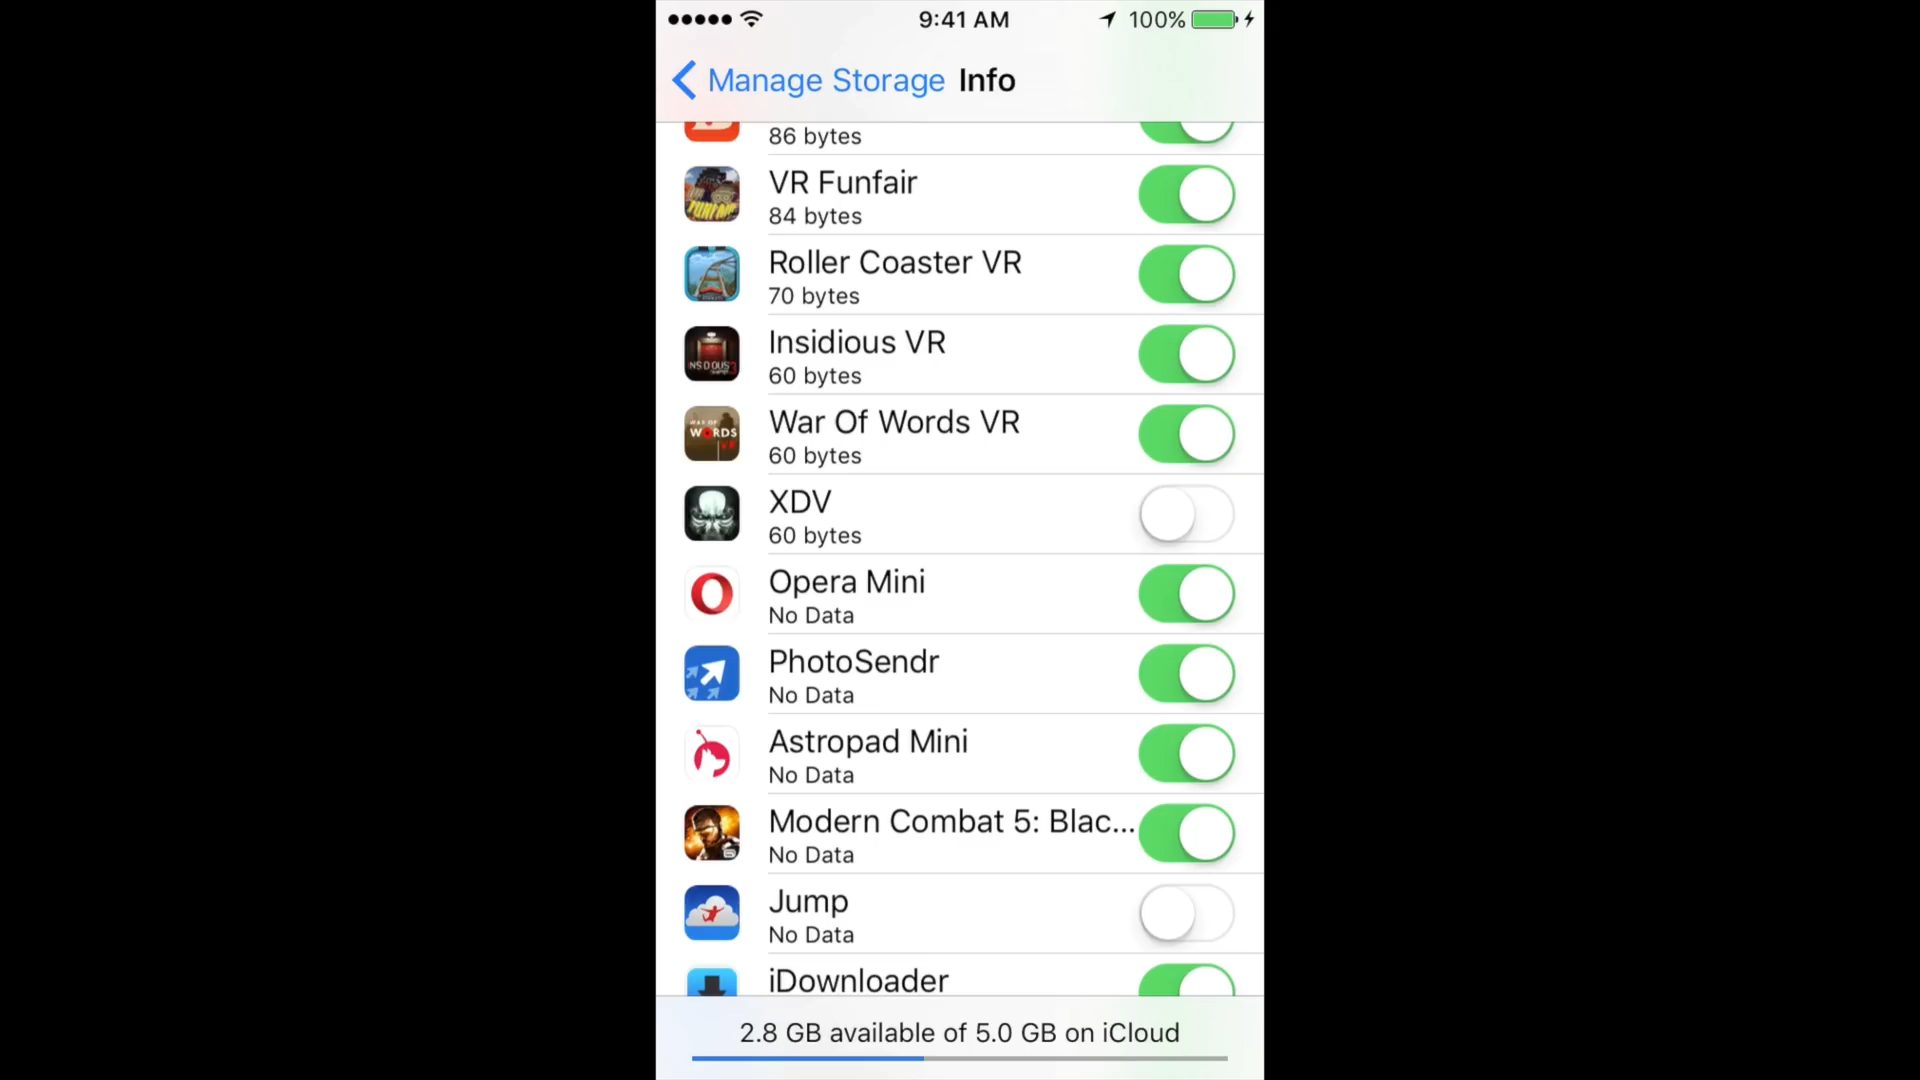 9:41 AM
100%
Manage Storage Info
86 bytes
VR Funfair
84 bytes
Roller Coaster VR
70 bytes
Insidious VR
60 bytes
War Of Words VR
60 bytes
WORDS
XDV
60 bytes
Opera Mini
No Data
PhotoSendr
No Data
Astropad Mini
No Data
Modern Combat 5: Blac...
No Data
Jump
No Data
iDownloader
2.8 GB available of 5.0 GB on iCloud